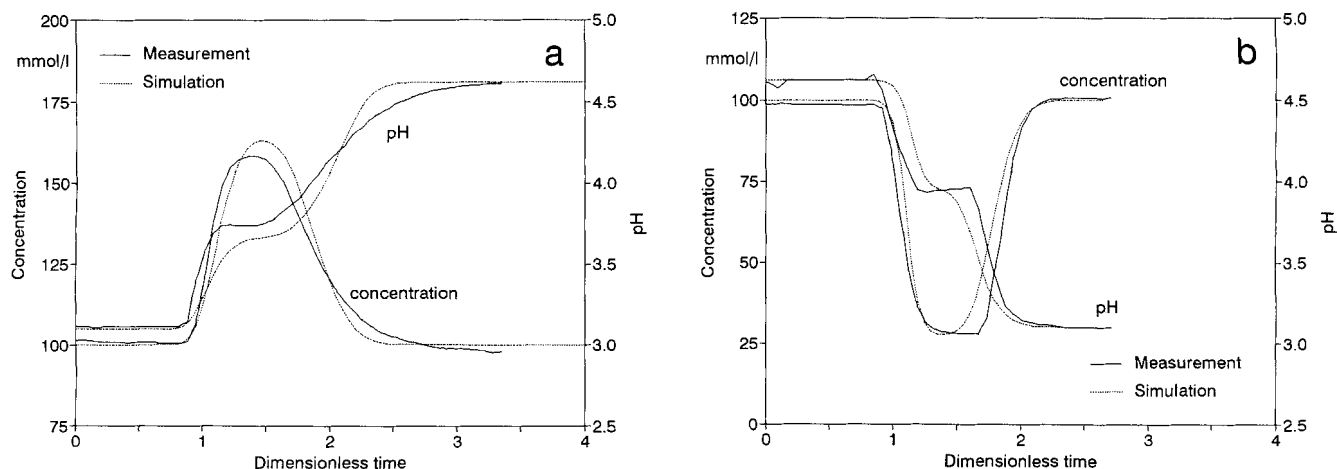 200
5.0
mmol/l
Measurement
Simulation
a
175
4.5
pH
150
4.0
Concentration
pH
125
3.5
concentration
100
3.0
75
2.5
0
1
2
3
4
Dimensionless time
125
5.0
mmol/l
b
concentration
100
4.5
75
4.0
Concentration
pH
50
3.5
pH
25
3.0
Measurement
Simulation
0
2.5
0
1
2
3
4
Dimensionless time